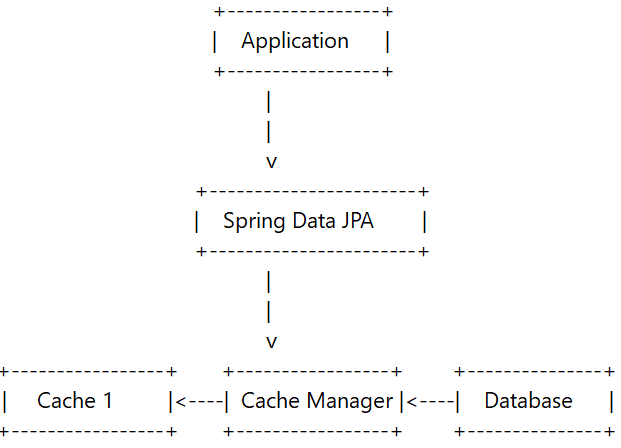 +-----------------+
| Application |
+-----------------+
|
|
v
+-----------------------+
| Spring Data JPA |
+-----------------------+
|
|
v
+-----------------+ +-----------------+ +---------------+
| Cache 1 |<----| Cache Manager |<----| Database |
+-----------------+ +-----------------+ +---------------+